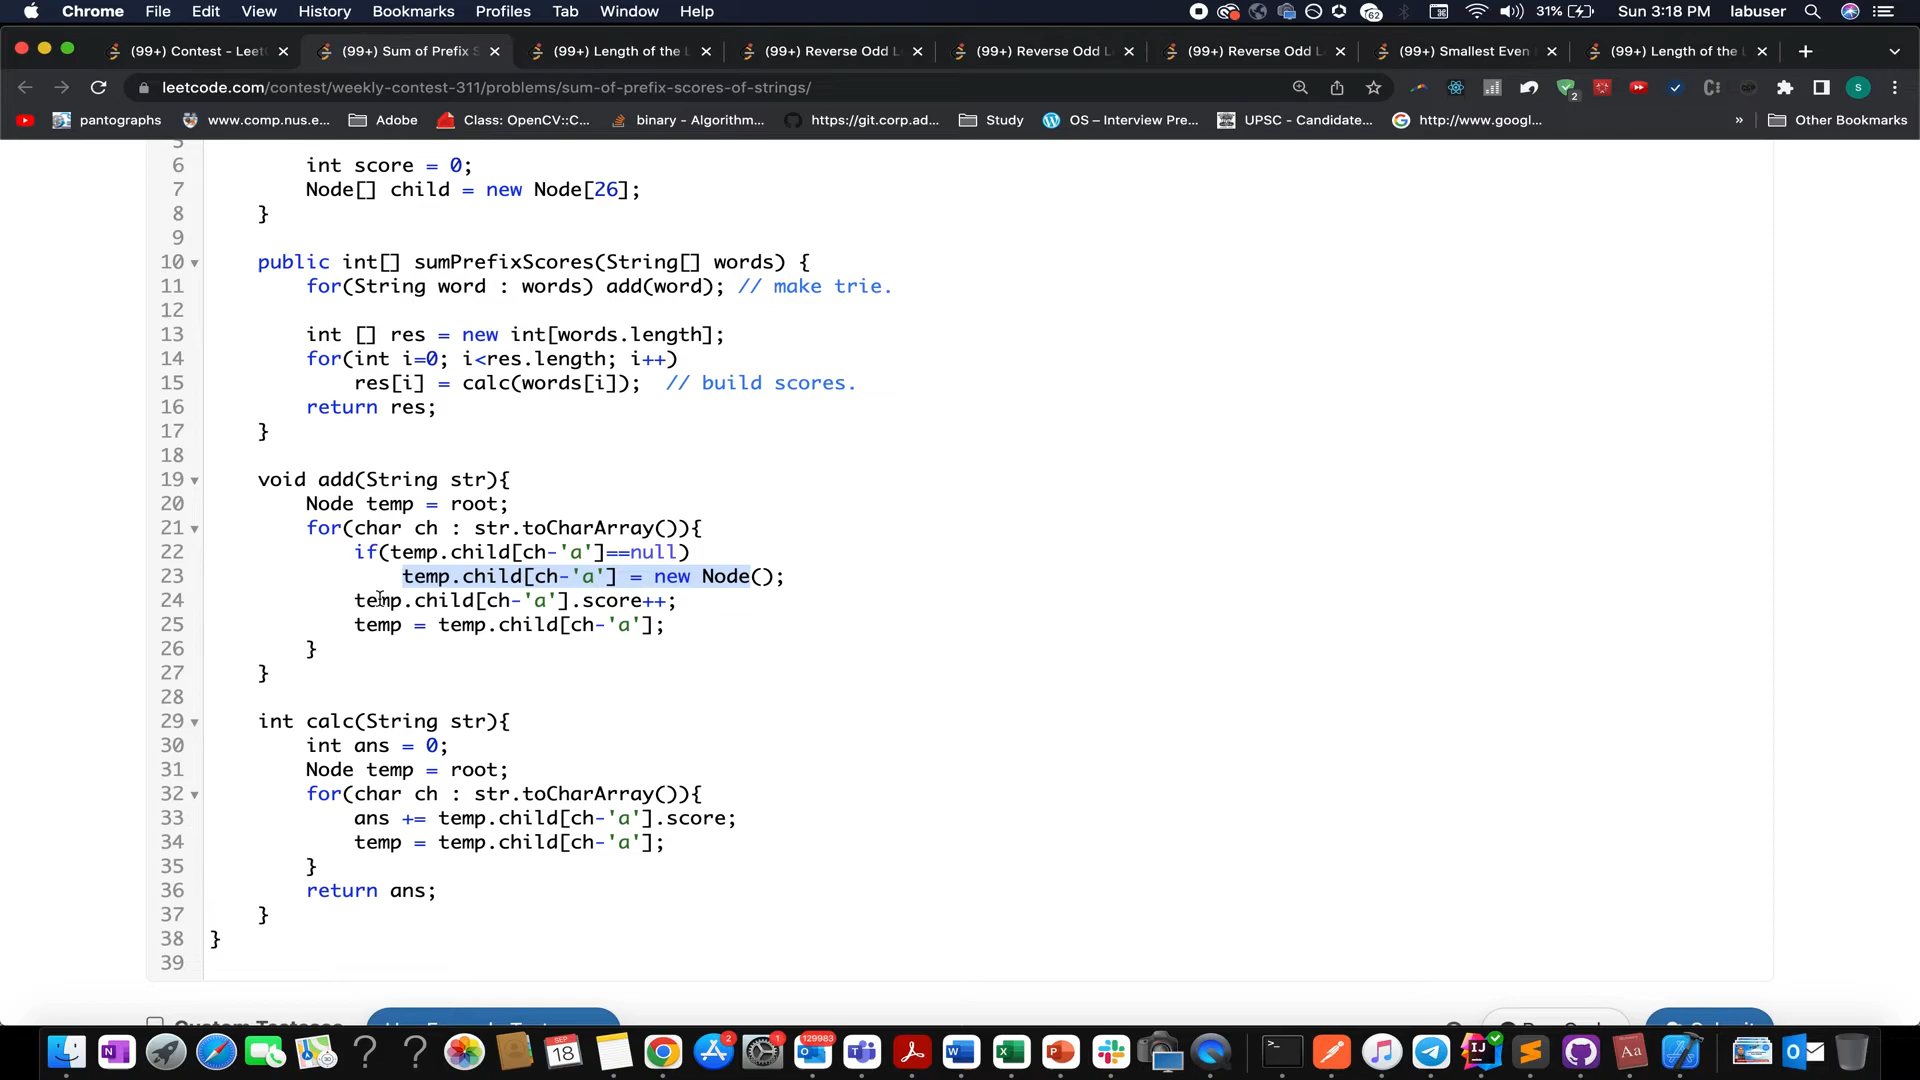 Chrome File Edit View History Bookmarks Profiles Tab Window Help 62 31% Sun 3:18 PM labuser
(99+) Contest - Leet (99+) Sum of Prefix S (99+) Length of the L (99+) Reverse Odd L (99+) Reverse Odd L (99+) Reverse Odd L (99+) Smallest Even (99+) Length of the L
leetcode.com/contest/weekly-contest-311/problems/sum-of-prefix-scores-of-strings/ 2 S
pantographs www.comp.nus.e... Adobe Class: OpenCV::C... binary - Algorithm... https://git.corp.ad... Study OS – Interview Pre... UPSC - Candidate... http://www.googl... » Other Bookmarks
5
6 int score = 0;
7 Node[] child = new Node[26];
8 }
9
10 public int[] sumPrefixScores(String[] words) {
11 for(String word : words) add(word); // make trie.
12
13 int [] res = new int[words.length];
14 for(int i=0; i<res.length; i++)
15 res[i] = calc(words[i]); // build scores.
16 return res;
17 }
18
19 void add(String str){
20 Node temp = root;
21 for(char ch : str.toCharArray()){
22 if(temp.child[ch-'a']==null)
23 temp.child[ch-'a'] = new Node();
24 temp.child[ch-'a'].score++;
25 temp = temp.child[ch-'a'];
26 }
27 }
28
29 int calc(String str){
30 int ans = 0;
31 Node temp = root;
32 for(char ch : str.toCharArray()){
33 ans += temp.child[ch-'a'].score;
34 temp = temp.child[ch-'a'];
35 }
36 return ans;
37 }
38 }
39
SEP 18 2 1 129983